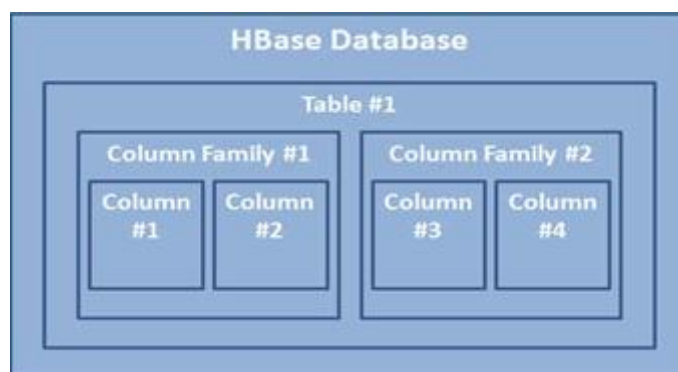 HBase Database
Table #1
Column Family #1
Column
#1
Column
#2
Column Family #2
Column
#3
Column
#4